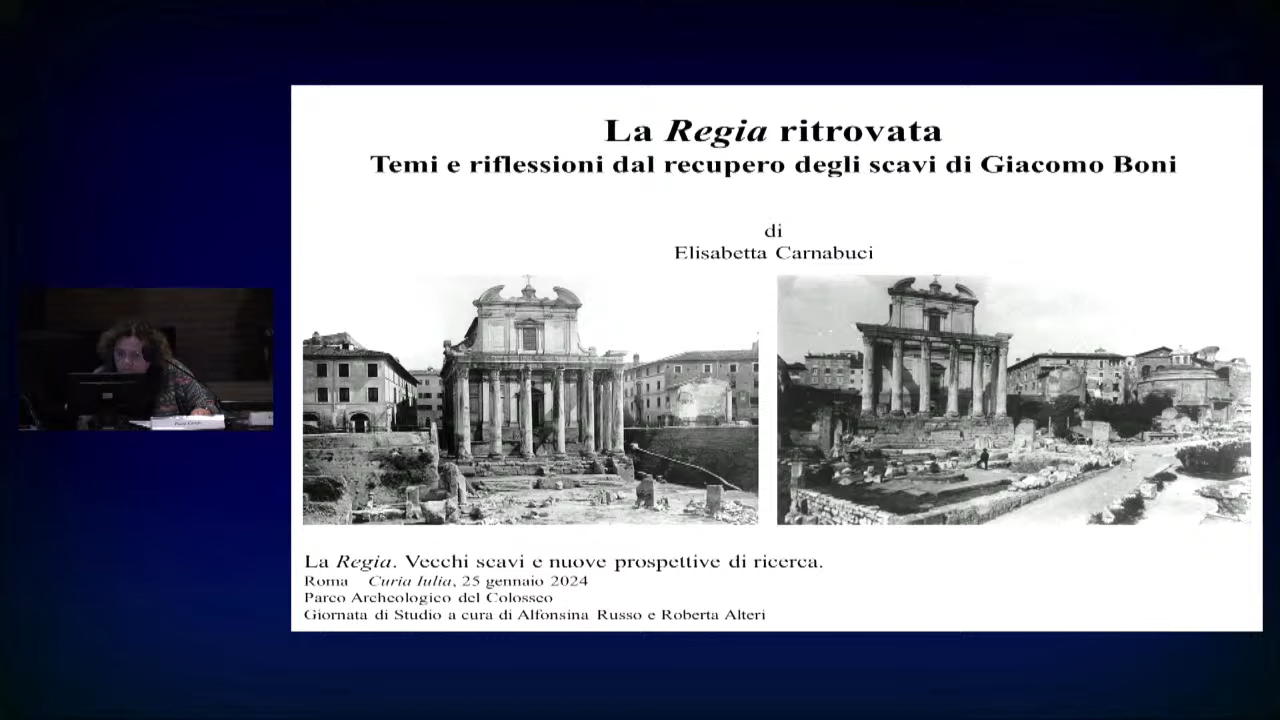 La Regia ritrovata
Temi e riflessioni dal recupero degli scavi di Giacomo Boni
di
Elisabetta Carnabuci
La Regia. Vecchi scavi e nuove prospettive di ricerca.
Roma Curia Iulia, 25 gennaio 2024
Parco Archeologico del Colosseo
Giornata di Studio a cura di Alfonsina Russo e Roberta Alteri